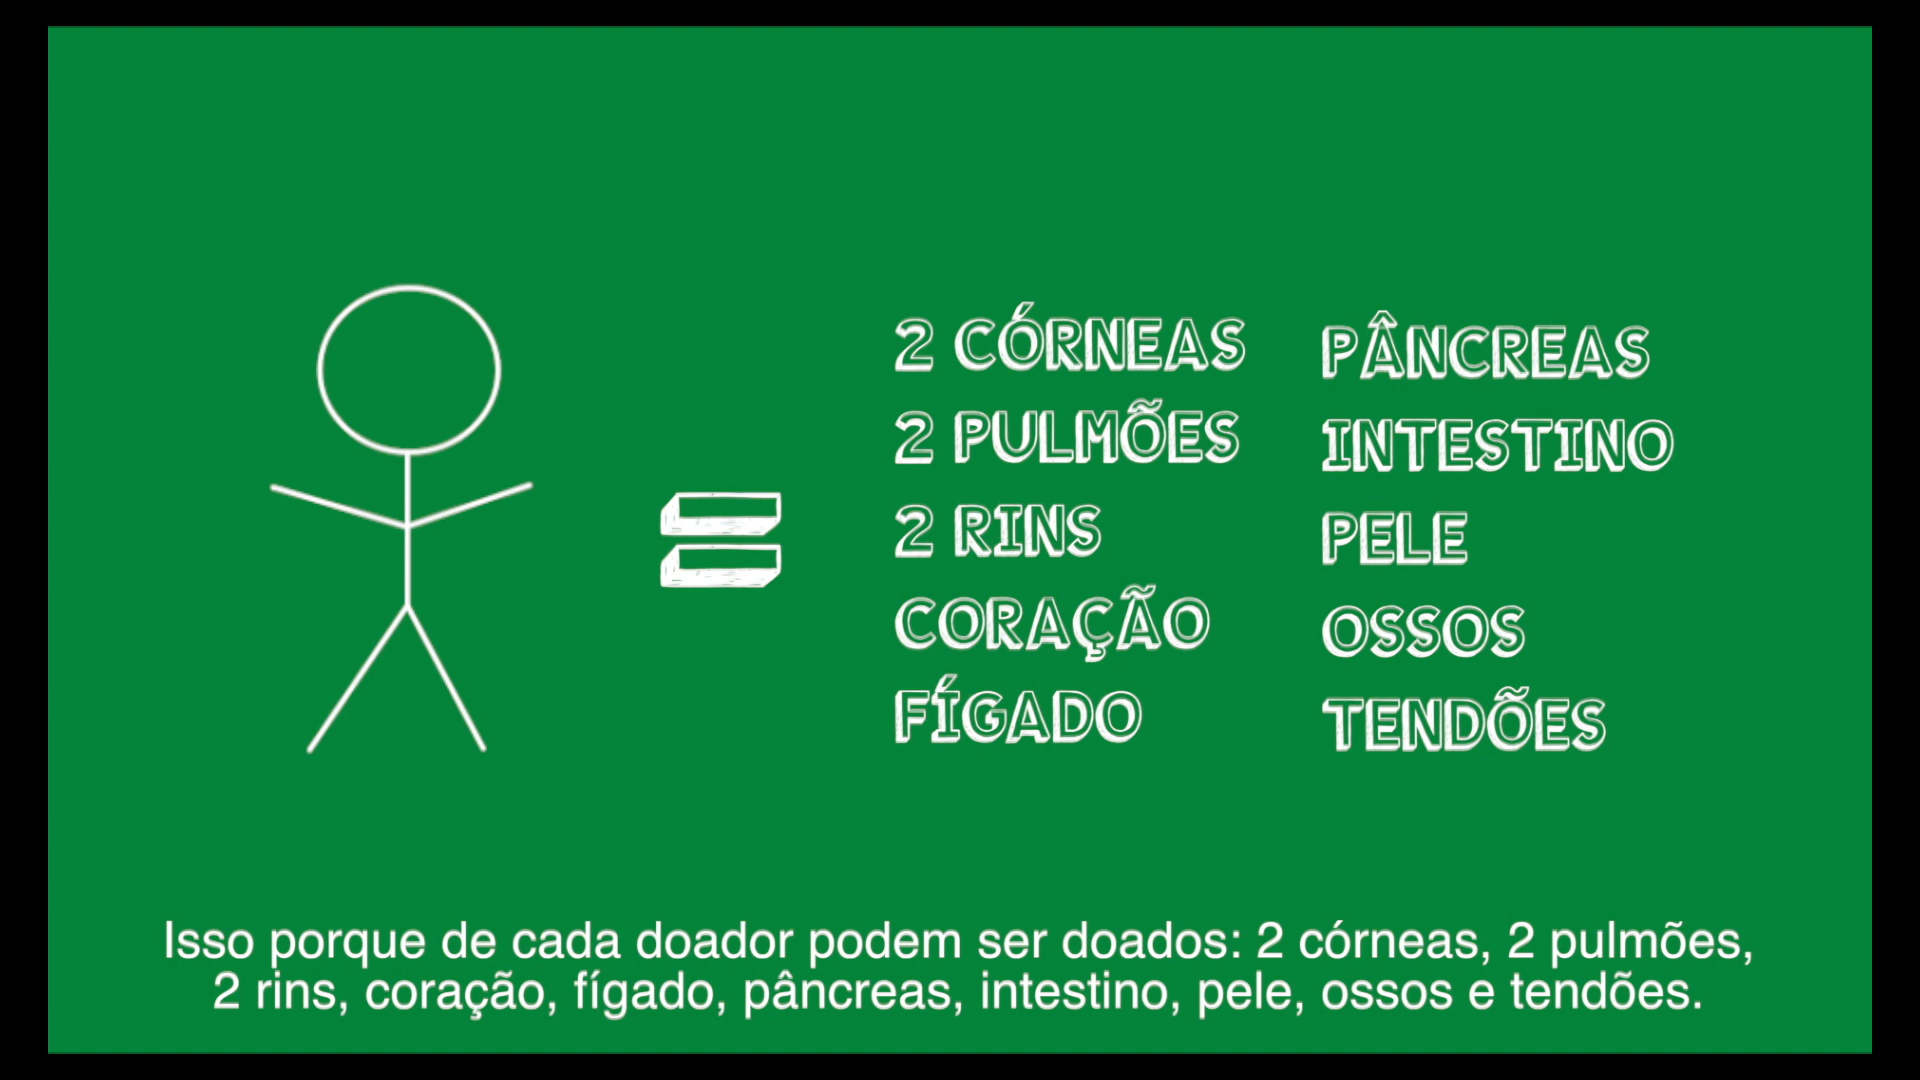 =
2 CÓRNEAS
2 PULMÕES
2 RINS
CORAÇÃO
FÍGADO
PÂNCREAS
INTESTINO
PELE
OSSOS
TENDÕES
Isso porque de cada doador podem ser doados: 2 córneas, 2 pulmões,
2 rins, coração, fígado, pâncreas, intestino, pele, ossos e tendões.